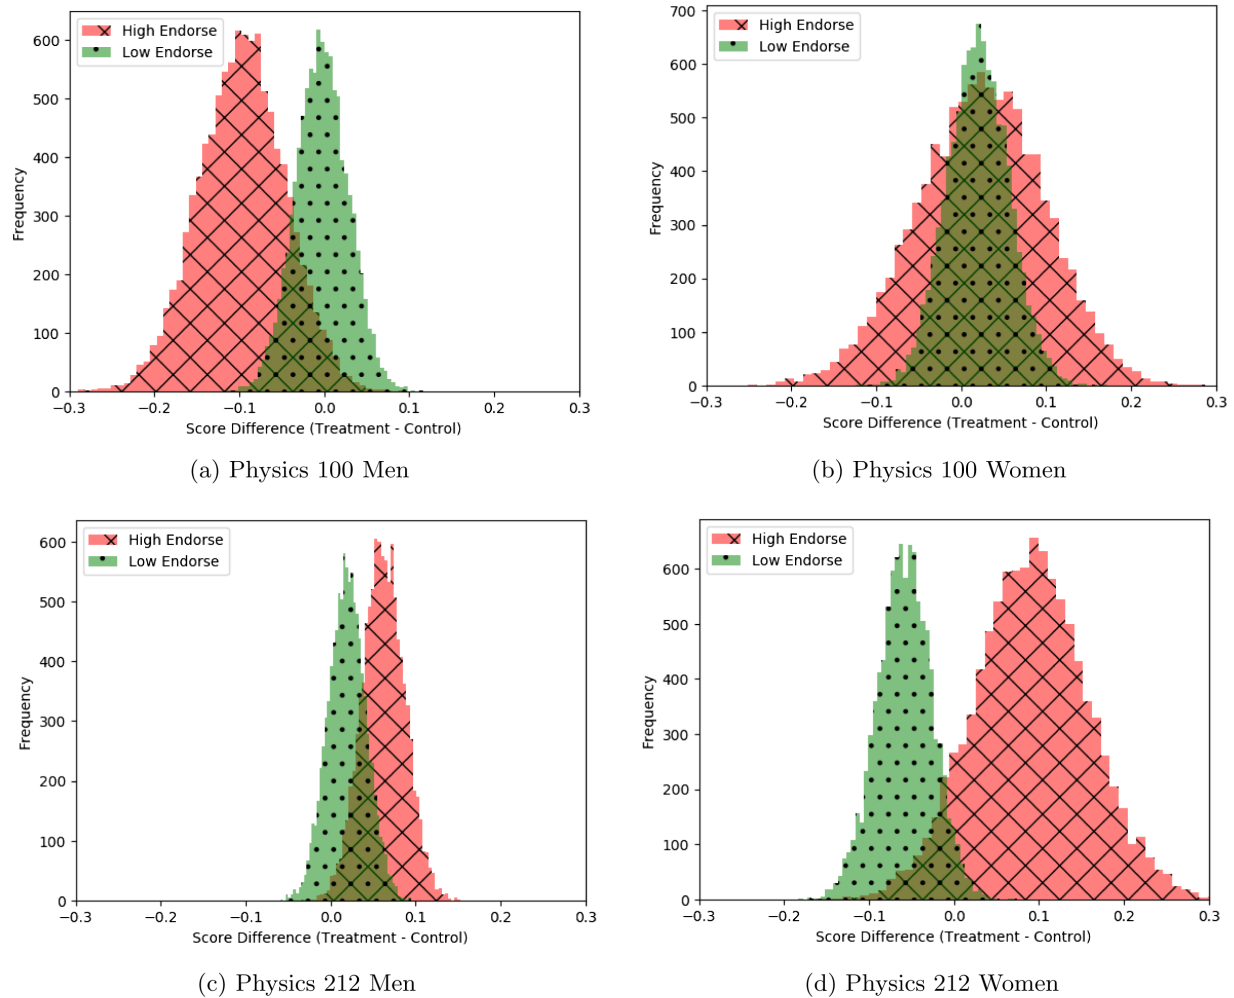 High Endorse
Low Endorse
600
500
400
300
200
100
0
Frequency
−0.3 −0.2 −0.1 0.0 0.1 0.2 0.3
Score Difference (Treatment - Control)
(a) Physics 100 Men
High Endorse
Low Endorse
700
600
500
400
300
200
100
0
Frequency
−0.3 −0.2 −0.1 0.0 0.1 0.2 0.3
Score Difference (Treatment - Control)
(b) Physics 100 Women
High Endorse
Low Endorse
600
500
400
300
200
100
0
Frequency
−0.3 −0.2 −0.1 0.0 0.1 0.2 0.3
Score Difference (Treatment - Control)
(c) Physics 212 Men
High Endorse
Low Endorse
600
500
400
300
200
100
0
Frequency
−0.3 −0.2 −0.1 0.0 0.1 0.2 0.3
Score Difference (Treatment - Control)
(d) Physics 212 Women